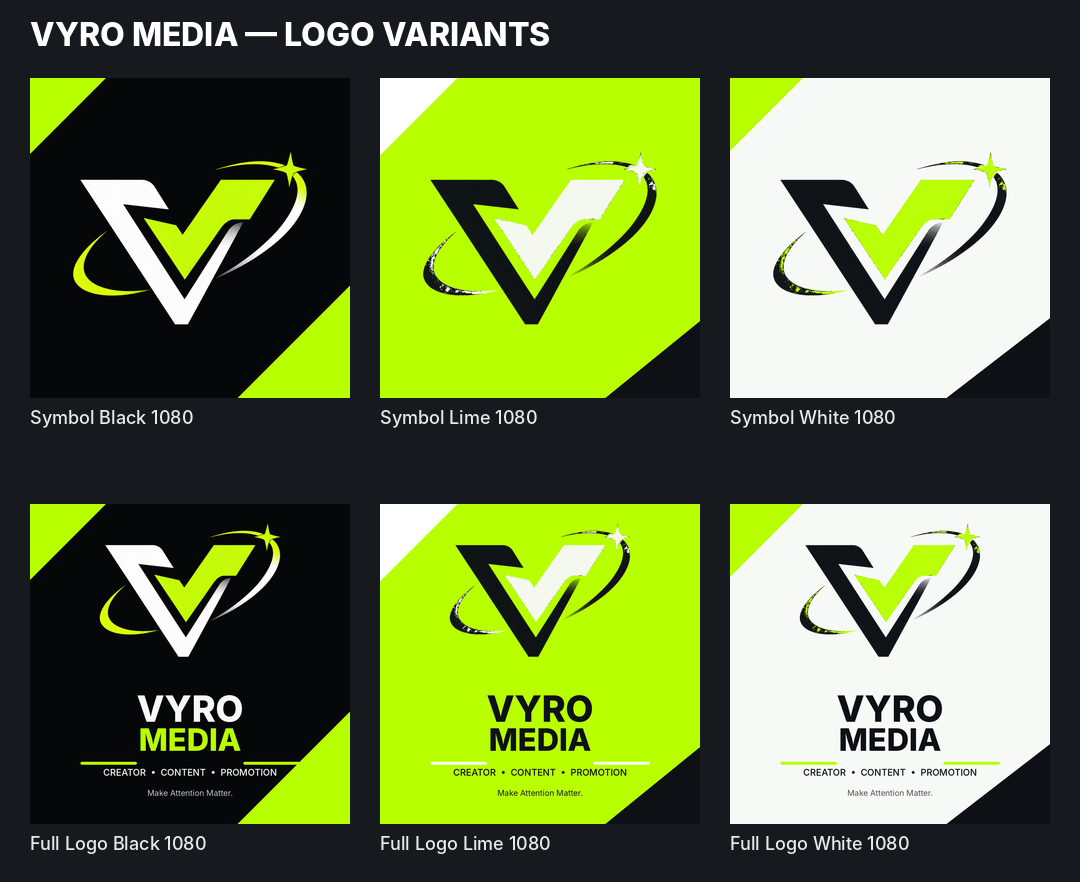 VYRO MEDIA — LOGO VARIANTS
Symbol Black 1080
Symbol Lime 1080
Symbol White 1080
VYRO
MEDIA
CREATOR • CONTENT • PROMOTION
Make Attention Matter.
VYRO
MEDIA
CREATOR • CONTENT • PROMOTION
Make Attention Matter.
VYRO
MEDIA
CREATOR • CONTENT • PROMOTION
Make Attention Matter.
Full Logo Black 1080
Full Logo Lime 1080
Full Logo White 1080